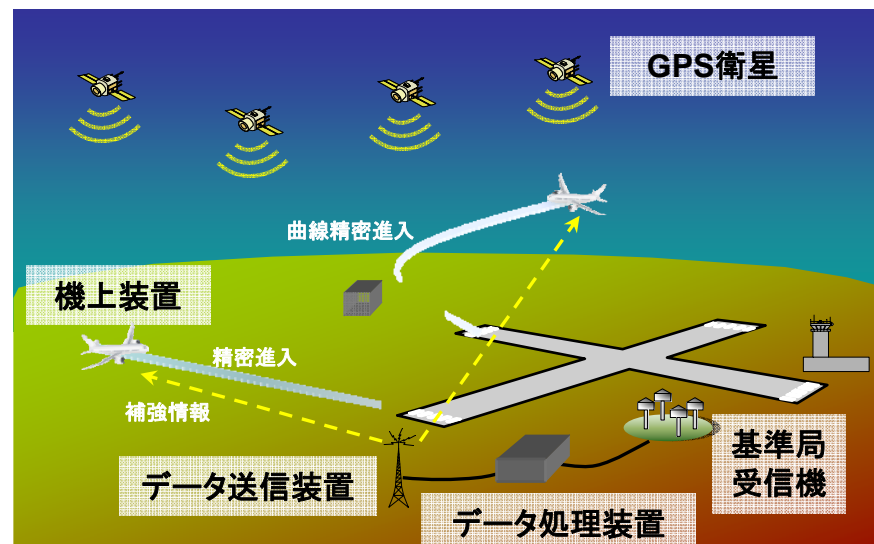 GPS衛星
曲線精密進入
機上装置
精密進入
補強情報
データ送信装置
データ処理装置
基準局
受信機